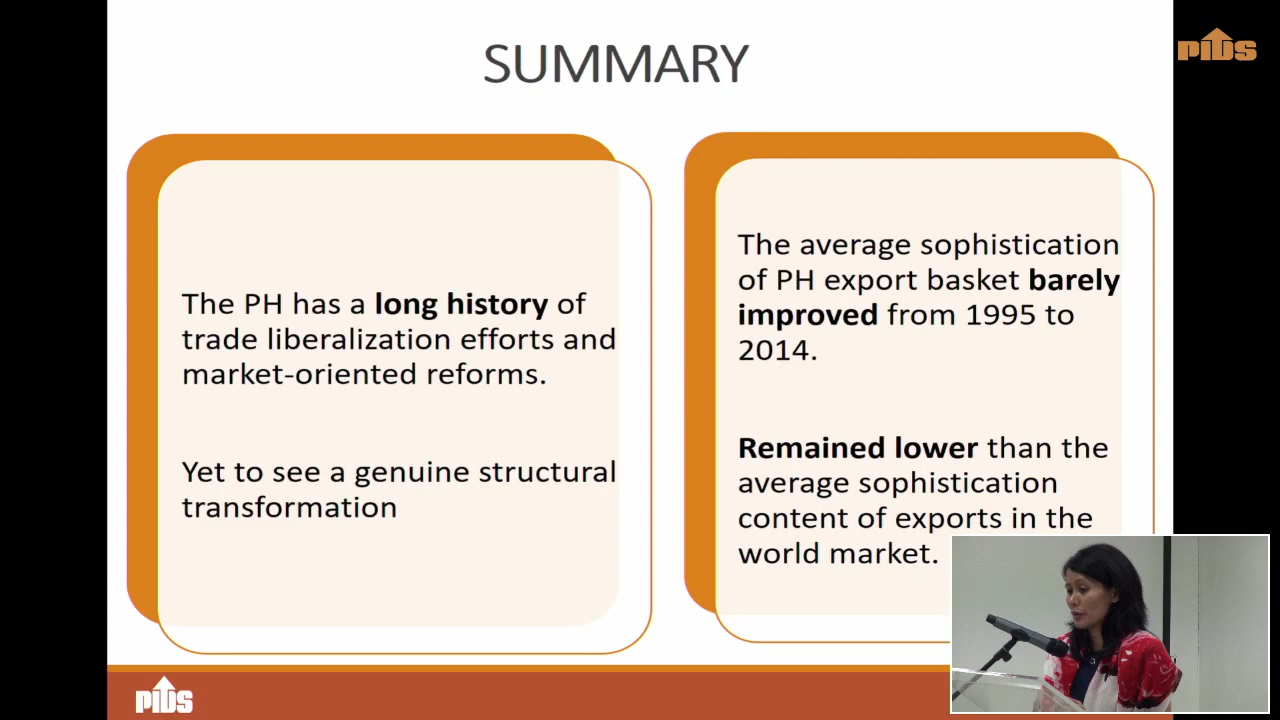 SUMMARY
PIDS
The PH has a long history of
trade liberalization efforts and
market-oriented reforms.
Yet to see a genuine structural
transformation
The average sophistication
of PH export basket barely
improved from 1995 to
2014.
Remained lower than the
average sophistication
content of exports in the
world market.
PIDS